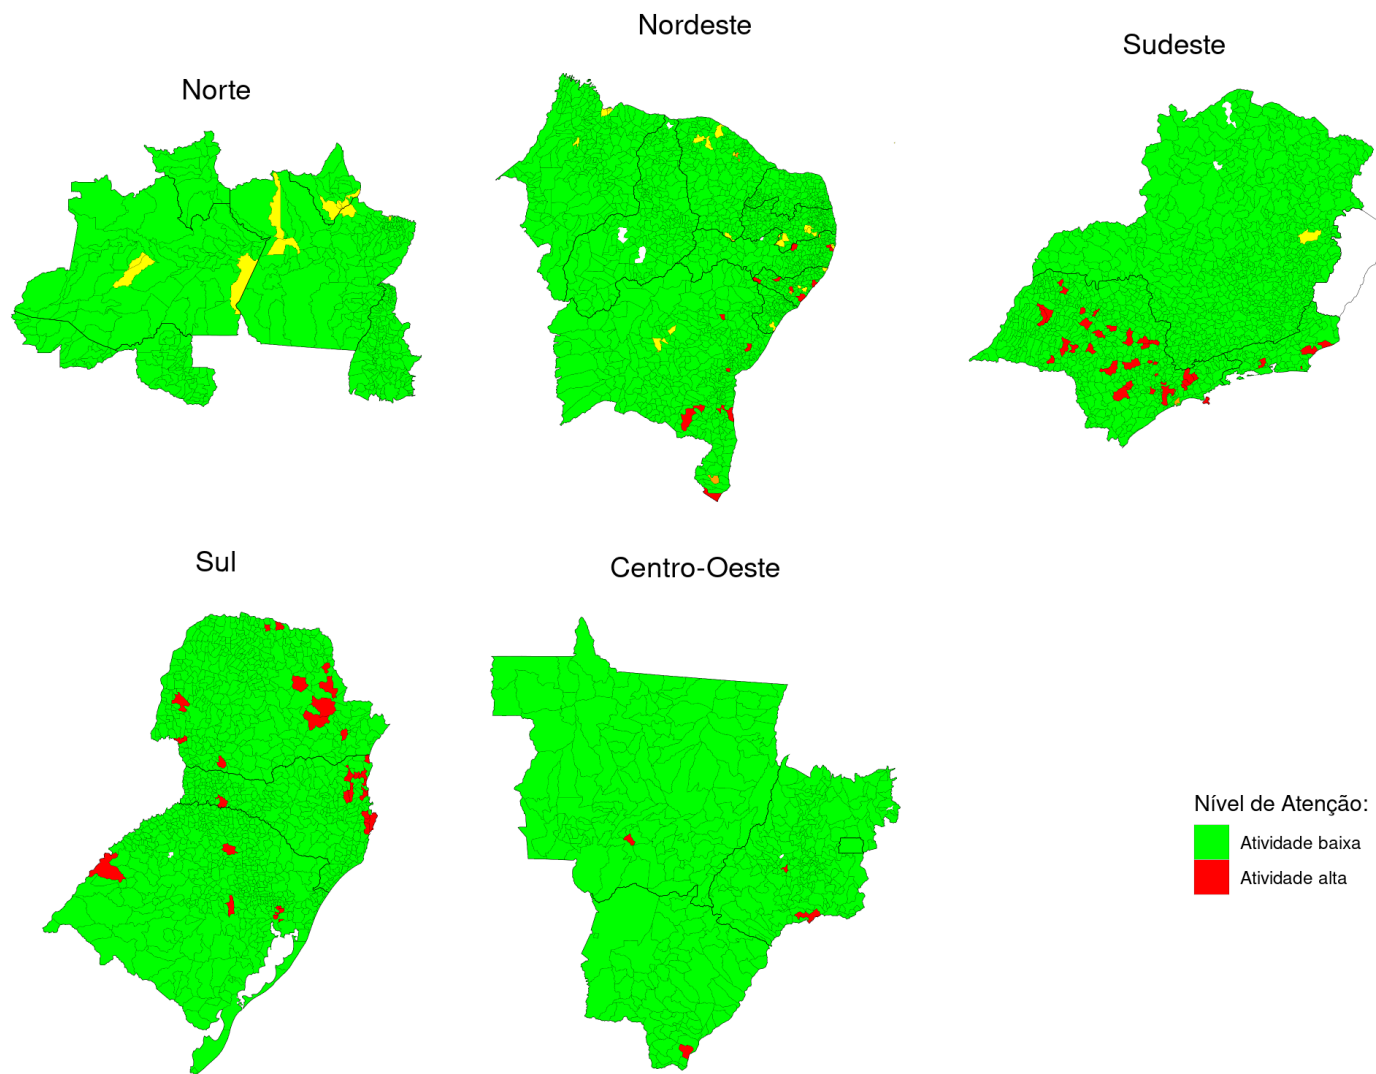 Norte
Nordeste
Sudeste
Sul
Centro-Oeste
Nível de Atenção:
Atividade baixa
Atividade alta